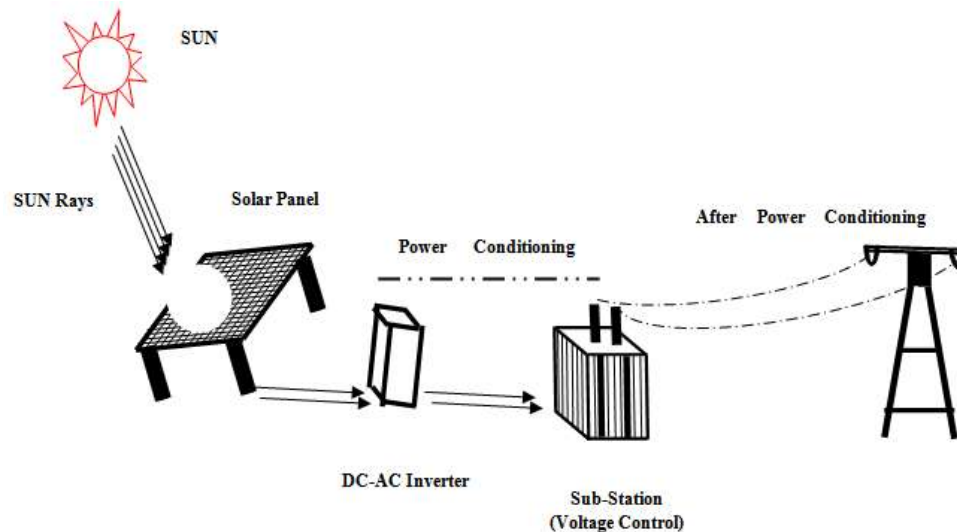 SUN
SUN Rays
Solar Panel
Power Conditioning
After Power Conditioning
DC-AC Inverter
Sub-Station
(Voltage Control)